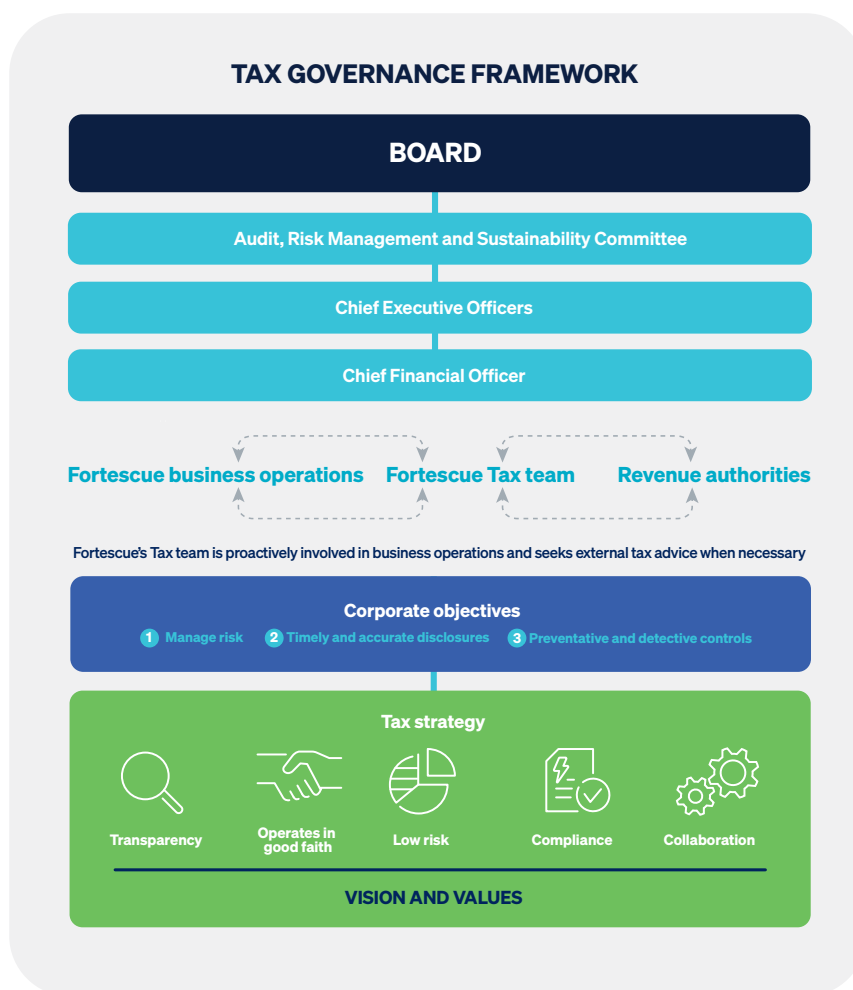 TAX GOVERNANCE FRAMEWORK
BOARD
Audit, Risk Management and Sustainability Committee
Chief Executive Officers
Chief Financial Officer
Fortescue business operations
Fortescue Tax team
Revenue authorities
Fortescue's Tax team is proactively involved in business operations and seeks external tax advice when necessary
Corporate objectives
1 Manage risk
2 Timely and accurate disclosures
3 Preventative and detective controls
Tax strategy
Transparency
Operates in
good faith
Low risk
Compliance
Collaboration
VISION AND VALUES